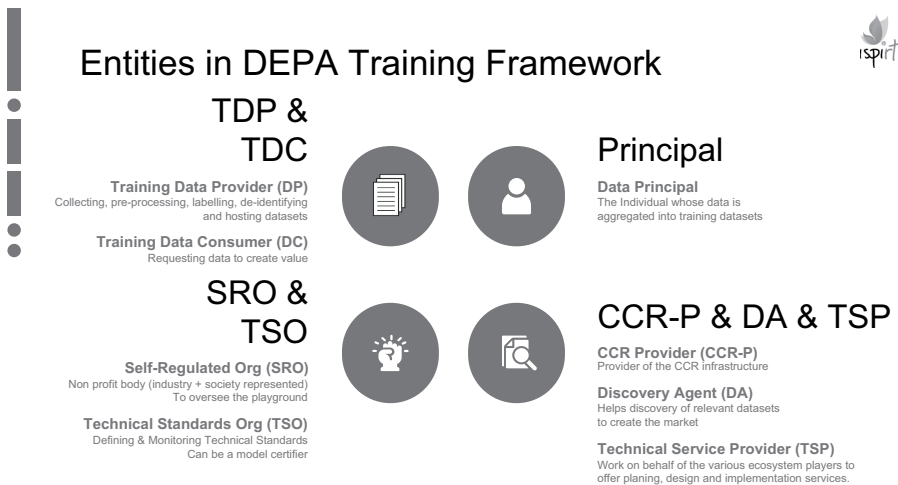 Entities in DEPA Training Framework
ispirt
TDP &
TDC
Training Data Provider (DP)
Collecting, pre-processing, labelling, de-identifying
and hosting datasets
Training Data Consumer (DC)
Requesting data to create value
Principal
Data Principal
The Individual whose data is
aggregated into training datasets
SRO &
TSO
Self-Regulated Org (SRO)
Non profit body (industry + society represented)
To oversee the playground
Technical Standards Org (TSO)
Defining & Monitoring Technical Standards
Can be a model certifier
CCR-P & DA & TSP
CCR Provider (CCR-P)
Provider of the CCR infrastructure
Discovery Agent (DA)
Helps discovery of relevant datasets
to create the market
Technical Service Provider (TSP)
Work on behalf of the various ecosystem players to
offer planing, design and implementation services.